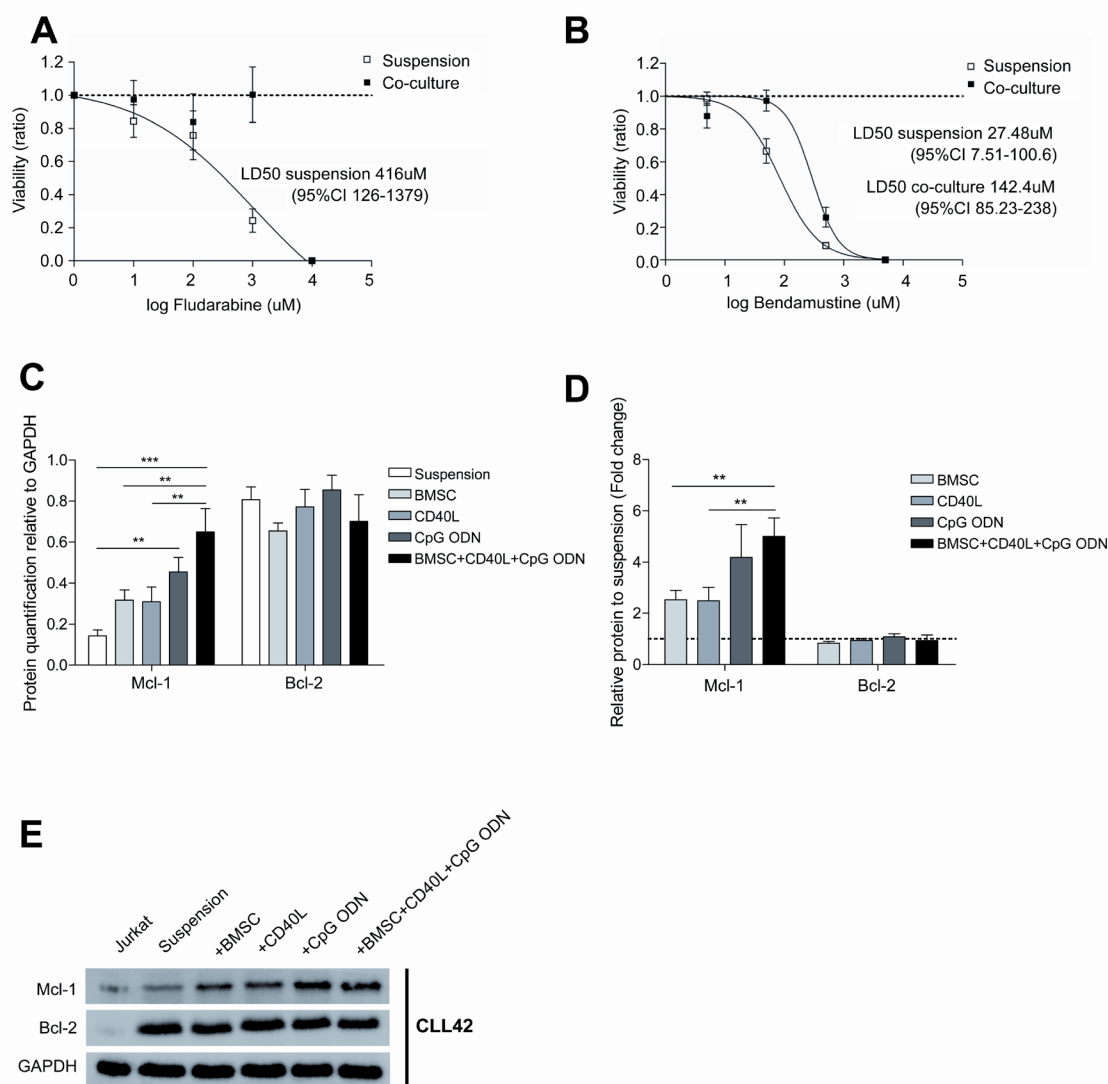 A
Suspension
Co-culture
1.2
1.0
0.8
0.6
0.4
0.2
0.0
Viability (ratio)
LD50 suspension 416uM
(95%CI 126-1379)
0 1 2 3 4 5
log Fludarabine (uM)
B
Suspension
Co-culture
1.2
1.0
0.8
0.6
0.4
0.2
0.0
Viability (ratio)
LD50 suspension 27.48uM
(95%CI 7.51-100.6)
LD50 co-culture 142.4uM
(95%CI 85.23-238)
0 1 2 3 4 5
log Bendamustine (uM)
C
Protein quantification relative to GAPDH
1.0
0.8
0.6
0.4
0.2
0.0
***
**
**
**
Mcl-1 Bcl-2
Suspension
BMSC
CD40L
CpG ODN
BMSC+CD40L+CpG ODN
D
Relative protein to suspension (Fold change)
8
6
4
2
0
**
**
Mcl-1 Bcl-2
BMSC
CD40L
CpG ODN
BMSC+CD40L+CpG ODN
E
Jurkat
Suspension
+BMSC
+CD40L
+CpG ODN
+BMSC+CD40L+CpG ODN
Mcl-1
Bcl-2
GAPDH
CLL42